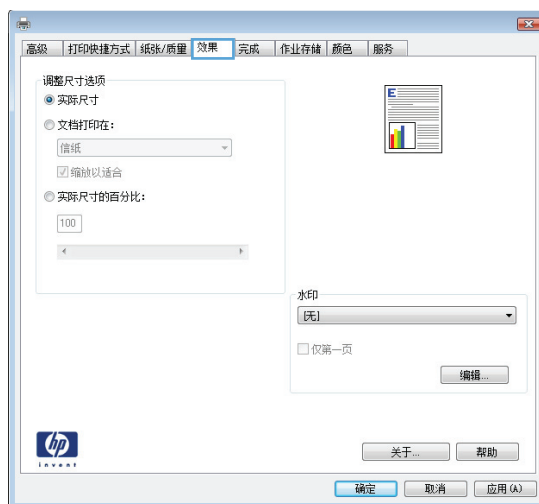 高级 打印快捷方式 纸张/质量 效果 完成 作业存储 颜色 服务
调整尺寸选项
实际尺寸
文档打印在:
信纸
缩放以适合
实际尺寸的百分比:
100
E
水印
[无]
仅第一页
编辑...
hp
invent
关于... 帮助
确定 取消 应用(A)